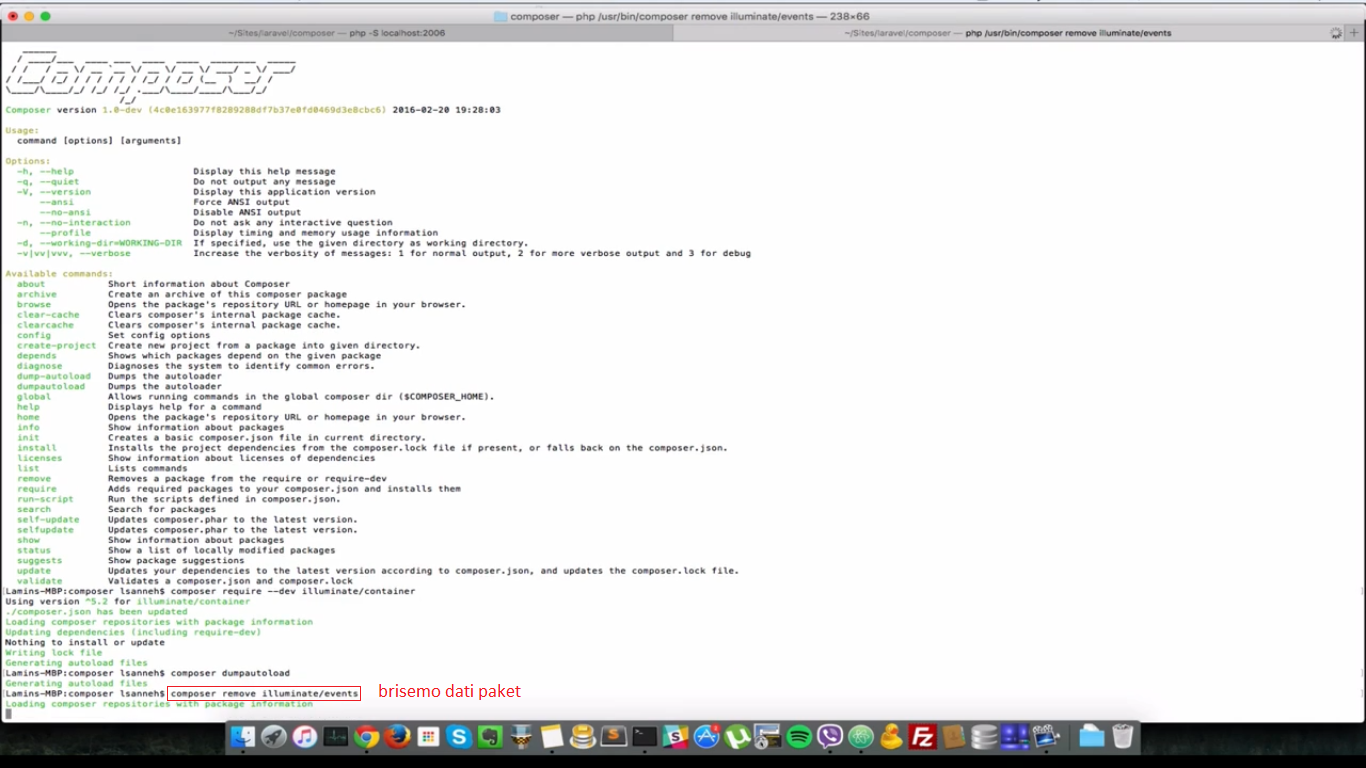 composer — php /usr/bin/composer remove illuminate/events — 238×66
~/Sites/laravel/composer — php -S localhost:2006
~/Sites/laravel/composer — php /usr/bin/composer remove illuminate/events
Composer
Composer version 1.0-dev (4c0e163977f8289288df7b37e0fd0469d3e8cbc6) 2016-02-20 19:28:03
Usage:
command [options] [arguments]
Options:
-h, --help Display this help message
-q, --quiet Do not output any message
-V, --version Display this application version
--ansi Force ANSI output
--no-ansi Disable ANSI output
-n, --no-interaction Do not ask any interactive question
--profile Display timing and memory usage information
-d, --working-dir=WORKING-DIR If specified, use the given directory as working directory.
-v|vv|vvv, --verbose Increase the verbosity of messages: 1 for normal output, 2 for more verbose output and 3 for debug
Available commands:
about Short information about Composer
archive Create an archive of this composer package
browse Opens the package's repository URL or homepage in your browser.
clear-cache Clears composer's internal package cache.
clearcache Clears composer's internal package cache.
config Set config options
create-project Create new project from a package into given directory.
depends Shows which packages depend on the given package
diagnose Diagnoses the system to identify common errors.
dump-autoload Dumps the autoloader
dumpautoload Dumps the autoloader
global Allows running commands in the global composer dir ($COMPOSER_HOME).
help Displays help for a command
home Opens the package's repository URL or homepage in your browser.
info Show information about packages
init Creates a basic composer.json file in current directory.
install Installs the project dependencies from the composer.lock file if present, or falls back on the composer.json.
licenses Show information about licenses of dependencies
list Lists commands
remove Removes a package from the require or require-dev
require Adds required packages to your composer.json and installs them
run-script Run the scripts defined in composer.json.
search Search for packages
self-update Updates composer.phar to the latest version.
selfupdate Updates composer.phar to the latest version.
show Show information about packages
status Show a list of locally modified packages
suggests Show package suggestions
update Updates your dependencies to the latest version according to composer.json, and updates the composer.lock file.
validate Validates a composer.json and composer.lock
[Lamins-MBP:composer lsanneh$ composer require --dev illuminate/container
Using version ^5.2 for illuminate/container
./composer.json has been updated
Loading composer repositories with package information
Updating dependencies (including require-dev)
Nothing to install or update
Writing lock file
Generating autoload files
[Lamins-MBP:composer lsanneh$ composer dumpautoload
Generating autoload files
[Lamins-MBP:composer lsanneh$ composer remove illuminate/events brisemo dati paket
Loading composer repositories with package information